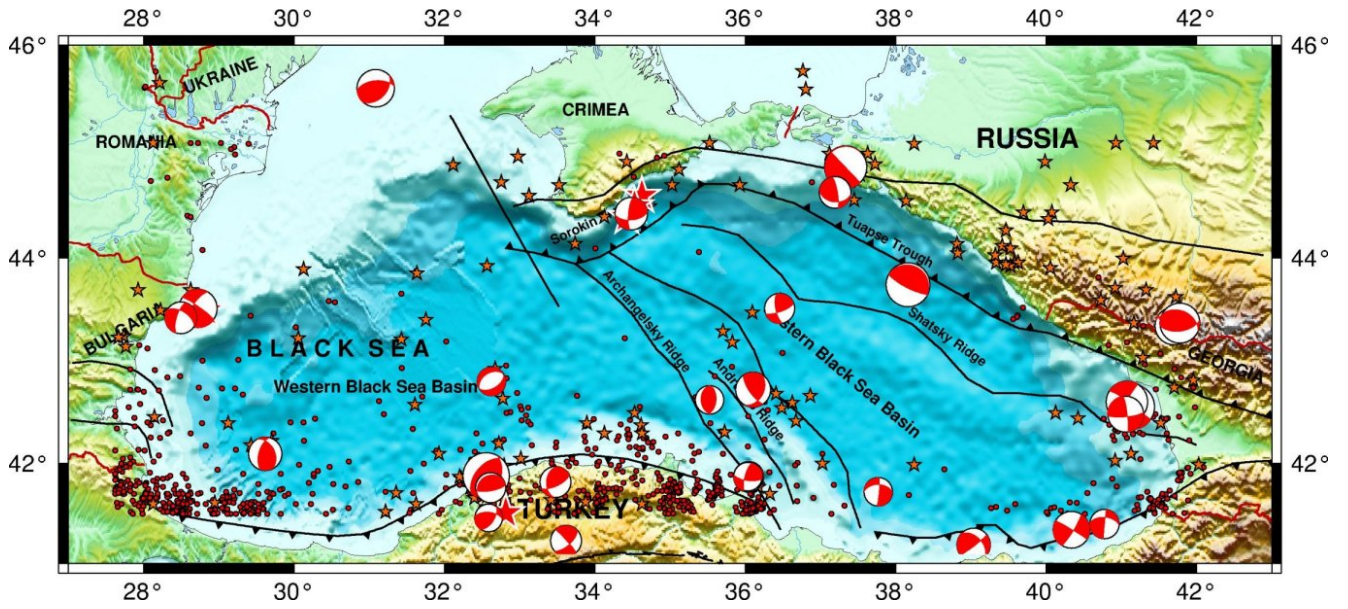 28° 30° 32° 34° 36° 38° 40° 42°
46° 46°
UKRAINE
CRIMEA
ROMANIA
RUSSIA
Sorokin
Tuapse Trough
44° 44°
Archangelsky Ridge
BULGARIA
Shatsky Ridge
BLACK SEA
stern Black Sea Basin
GEORGIA
Western Black Sea Basin
And
Ridge
42° 42°
TURKEY
28° 30° 32° 34° 36° 38° 40° 42°